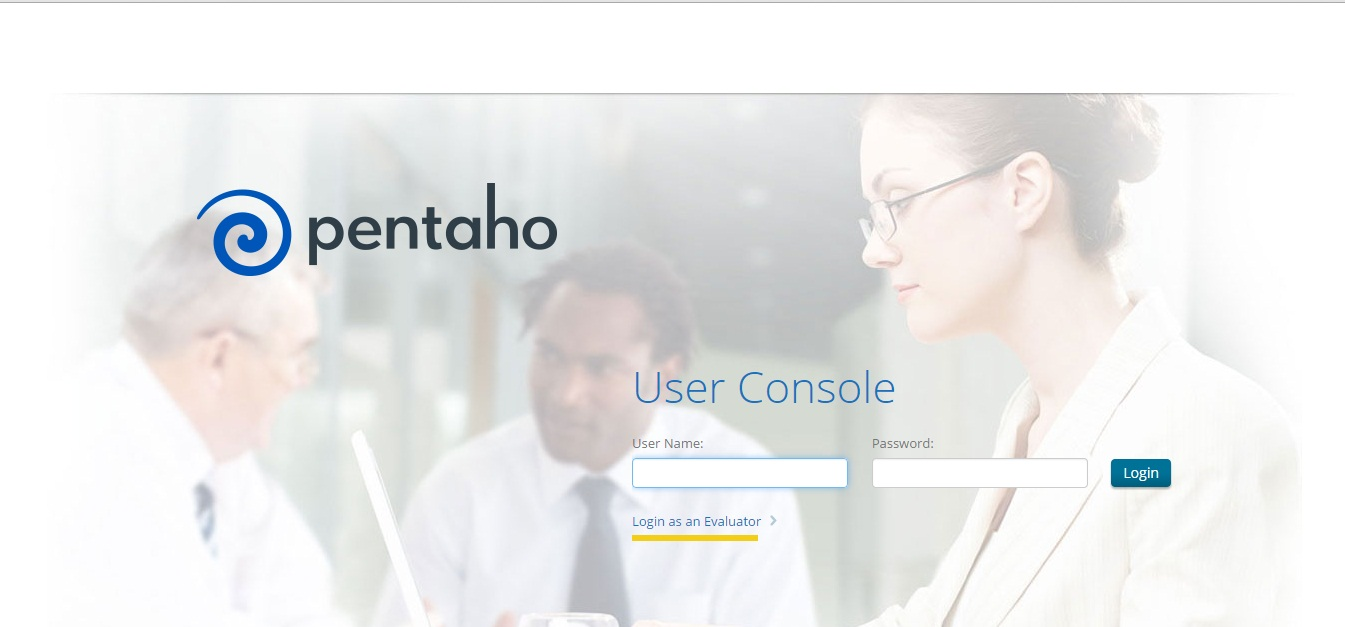 pentaho
User Console
User Name:
Password:
Login
Login as an Evaluator